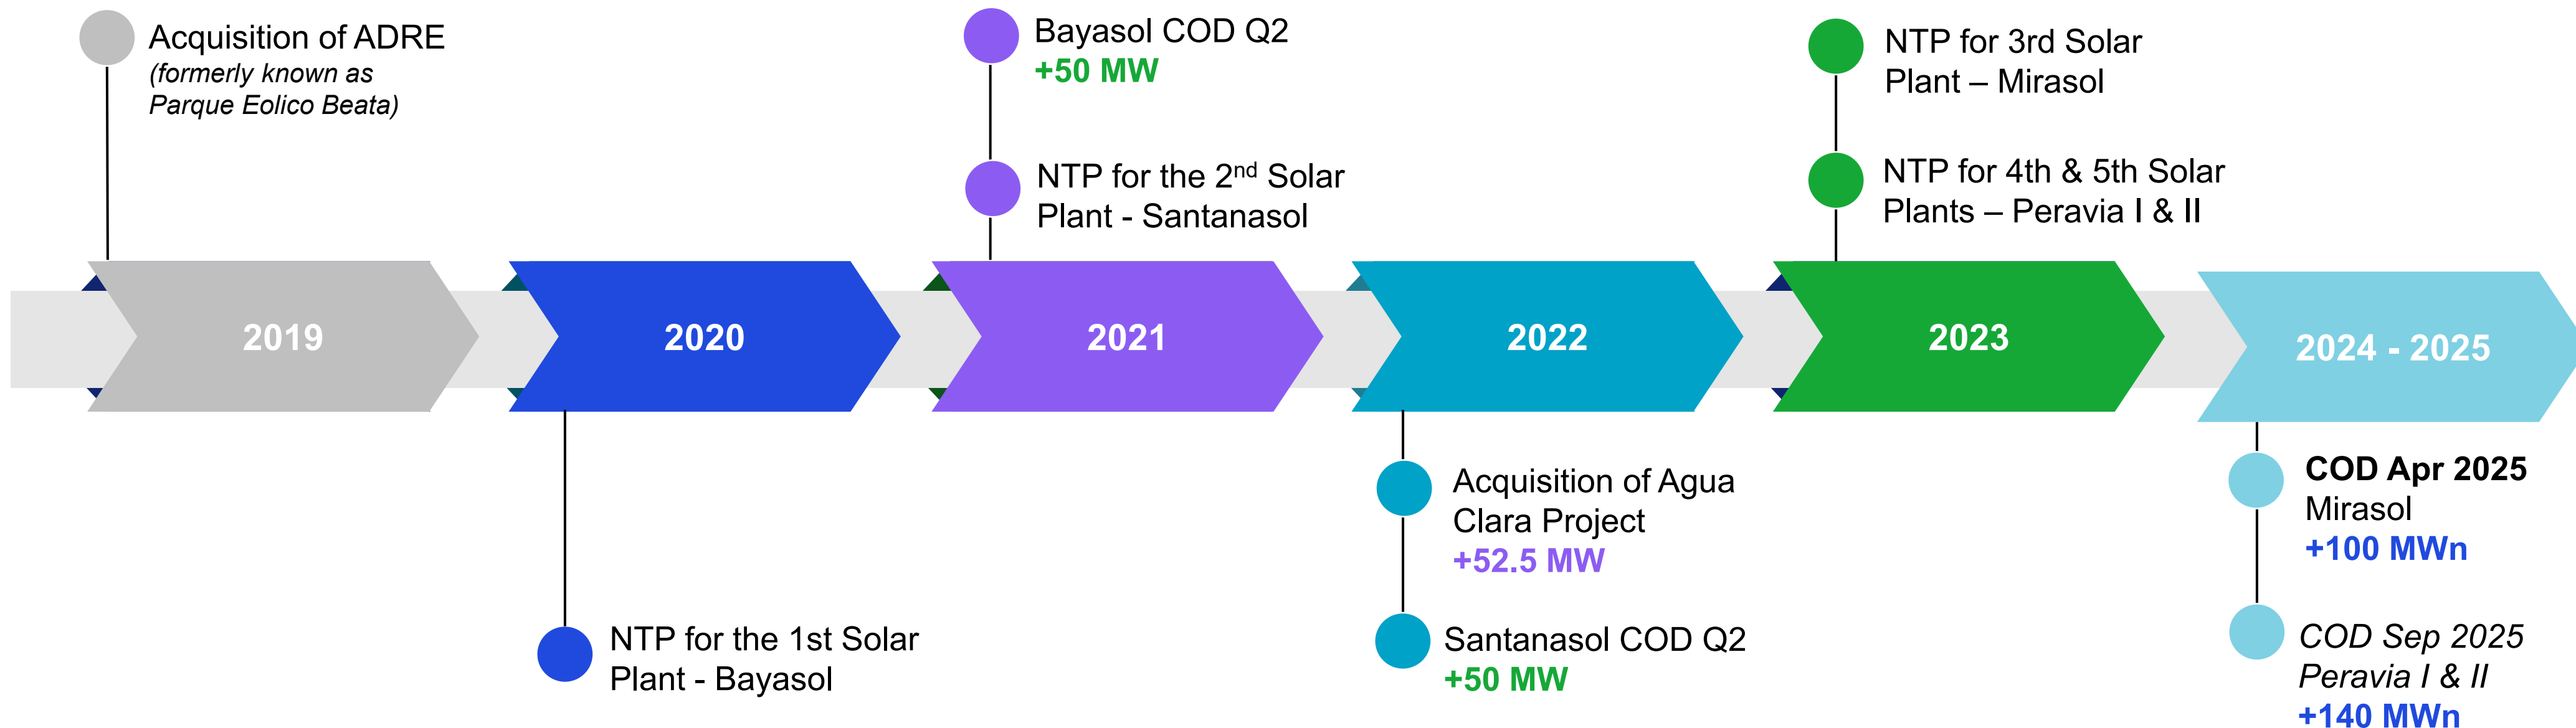 Acquisition of ADRE
(formerly known as
Parque Eolico Beata)
Bayasol COD Q2
+50 MW
NTP for the 2nd Solar
Plant - Santanasol
NTP for 3rd Solar
Plant – Mirasol
NTP for 4th & 5th Solar
Plants – Peravia I & II
2019
2020
2021
2022
2023
2024 - 2025
NTP for the 1st Solar
Plant - Bayasol
Acquisition of Agua
Clara Project
+52.5 MW
Santanasol COD Q2
+50 MW
COD Apr 2025
Mirasol
+100 MWn
COD Sep 2025
Peravia I & II
+140 MWn